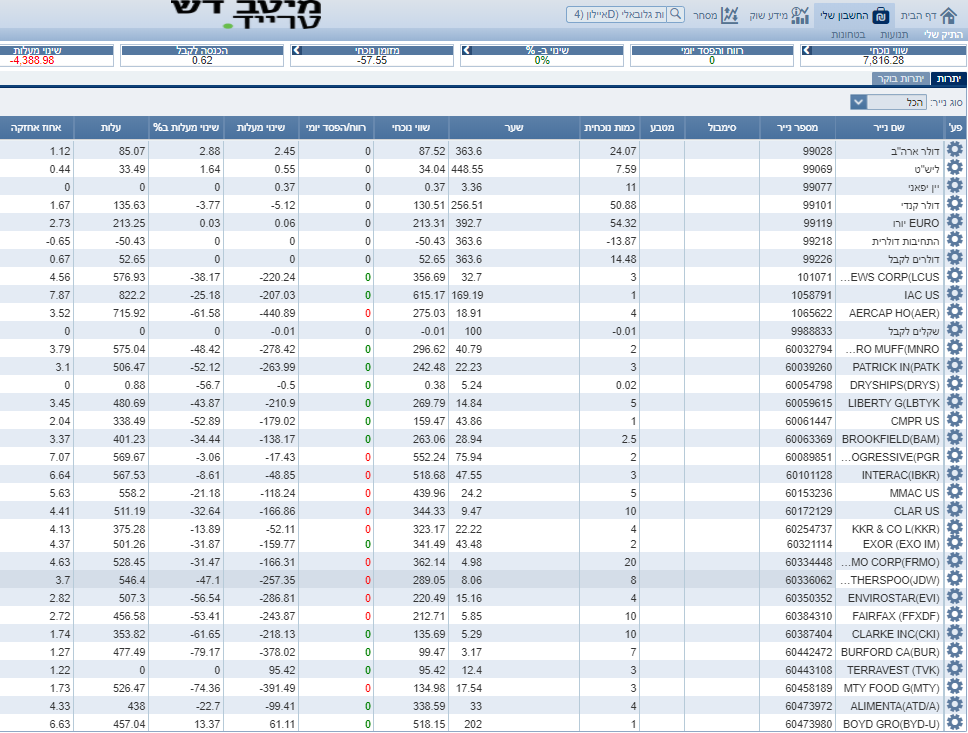 מיטב דש
טרייד.
דף הבית החשבון שלי מידע שוק מסחר ות גלובאלי (Dאיילון (4
התיק שלי תנועות בטחונות
שווי נוכחי רווח והפסד יומי שינוי ב- % מזומן נוכחי הכנסה לקבל שינוי מעלות
7,816.28 0 0% -57.55 0.62 -4,388.98
יתרות יתרות בוקר
סוג נייר: הכל
פע' שם נייר מספר נייר סימבול מטבע כמות נוכחית שער שווי נוכחי רווח/הפסד יומי שינוי מעלות שינוי מעלות ב% עלות אחוז אחזקה
דולר ארה"ב 99028 24.07 363.6 87.52 0 2.45 2.88 85.07 1.12
ליש"ט 99069 7.59 448.55 34.04 0 0.55 1.64 33.49 0.44
יין יפאני 99077 11 3.36 0.37 0 0.37 0 0 0
דולר קנדי 99101 50.88 256.51 130.51 0 -5.12 -3.77 135.63 1.67
EURO יורו 99119 54.32 392.7 213.31 0 0.06 0.03 213.25 2.73
התחיבות דולרית 99218 -13.87 363.6 -50.43 0 0 0 -50.43 -0.65
דולרים לקבל 99226 14.48 363.6 52.65 0 0 0 52.65 0.67
...EWS CORP(LCUS 101071 3 32.7 356.69 0 -220.24 -38.17 576.93 4.56
IAC US 1058791 1 169.19 615.17 0 -207.03 -25.18 822.2 7.87
AERCAP HO(AER) 1065622 4 18.91 275.03 0 -440.89 -61.58 715.92 3.52
שקלים לקבל 9988833 -0.01 100 -0.01 0 -0.01 0 0 0
...RO MUFF(MNRO 60032794 2 40.79 296.62 0 -278.42 -48.42 575.04 3.79
PATRICK IN(PATK 60039260 3 22.23 242.48 0 -263.99 -52.12 506.47 3.1
DRYSHIPS(DRYS) 60054798 0.02 5.24 0.38 0 -0.5 -56.7 0.88 0
LIBERTY G(LBTYK 60059615 5 14.84 269.79 0 -210.9 -43.87 480.69 3.45
CMPR US 60061447 1 43.86 159.47 0 -179.02 -52.89 338.49 2.04
BROOKFIELD(BAM) 60063369 2.5 28.94 263.06 0 -138.17 -34.44 401.23 3.37
...OGRESSIVE(PGR 60089851 2 75.94 552.24 0 -17.43 -3.06 569.67 7.07
INTERAC(IBKR) 60101128 3 47.55 518.68 0 -48.85 -8.61 567.53 6.64
MMAC US 60153236 5 24.2 439.96 0 -118.24 -21.18 558.2 5.63
CLAR US 60172129 10 9.47 344.33 0 -166.86 -32.64 511.19 4.41
KKR & CO L(KKR) 60254737 4 22.22 323.17 0 -52.11 -13.89 375.28 4.13
EXOR (EXO IM) 60321114 2 43.48 341.49 0 -159.77 -31.87 501.26 4.37
...MO CORP(FRMO) 60334448 20 4.98 362.14 0 -166.31 -31.47 528.45 4.63
...THERSPOO(JDW) 60336062 8 8.06 289.05 0 -257.35 -47.1 546.4 3.7
ENVIROSTAR(EVI) 60350352 4 15.16 220.49 0 -286.81 -56.54 507.3 2.82
FAIRFAX (FFXDF) 60384310 10 5.85 212.71 0 -243.87 -53.41 456.58 2.72
CLARKE INC(CKI) 60387404 10 5.29 135.69 0 -218.13 -61.65 353.82 1.74
BURFORD CA(BUR) 60442472 7 3.17 99.47 0 -378.02 -79.17 477.49 1.27
TERRAVEST (TVK) 60443108 3 12.4 95.42 0 95.42 0 0 1.22
MTY FOOD G(MTY) 60458189 3 17.54 134.98 0 -391.49 -74.36 526.47 1.73
ALIMENTA(ATD/A) 60473972 4 33 338.59 0 -99.41 -22.7 438 4.33
BOYD GRO(BYD-U) 60473980 1 202 518.15 0 61.11 13.37 457.04 6.63